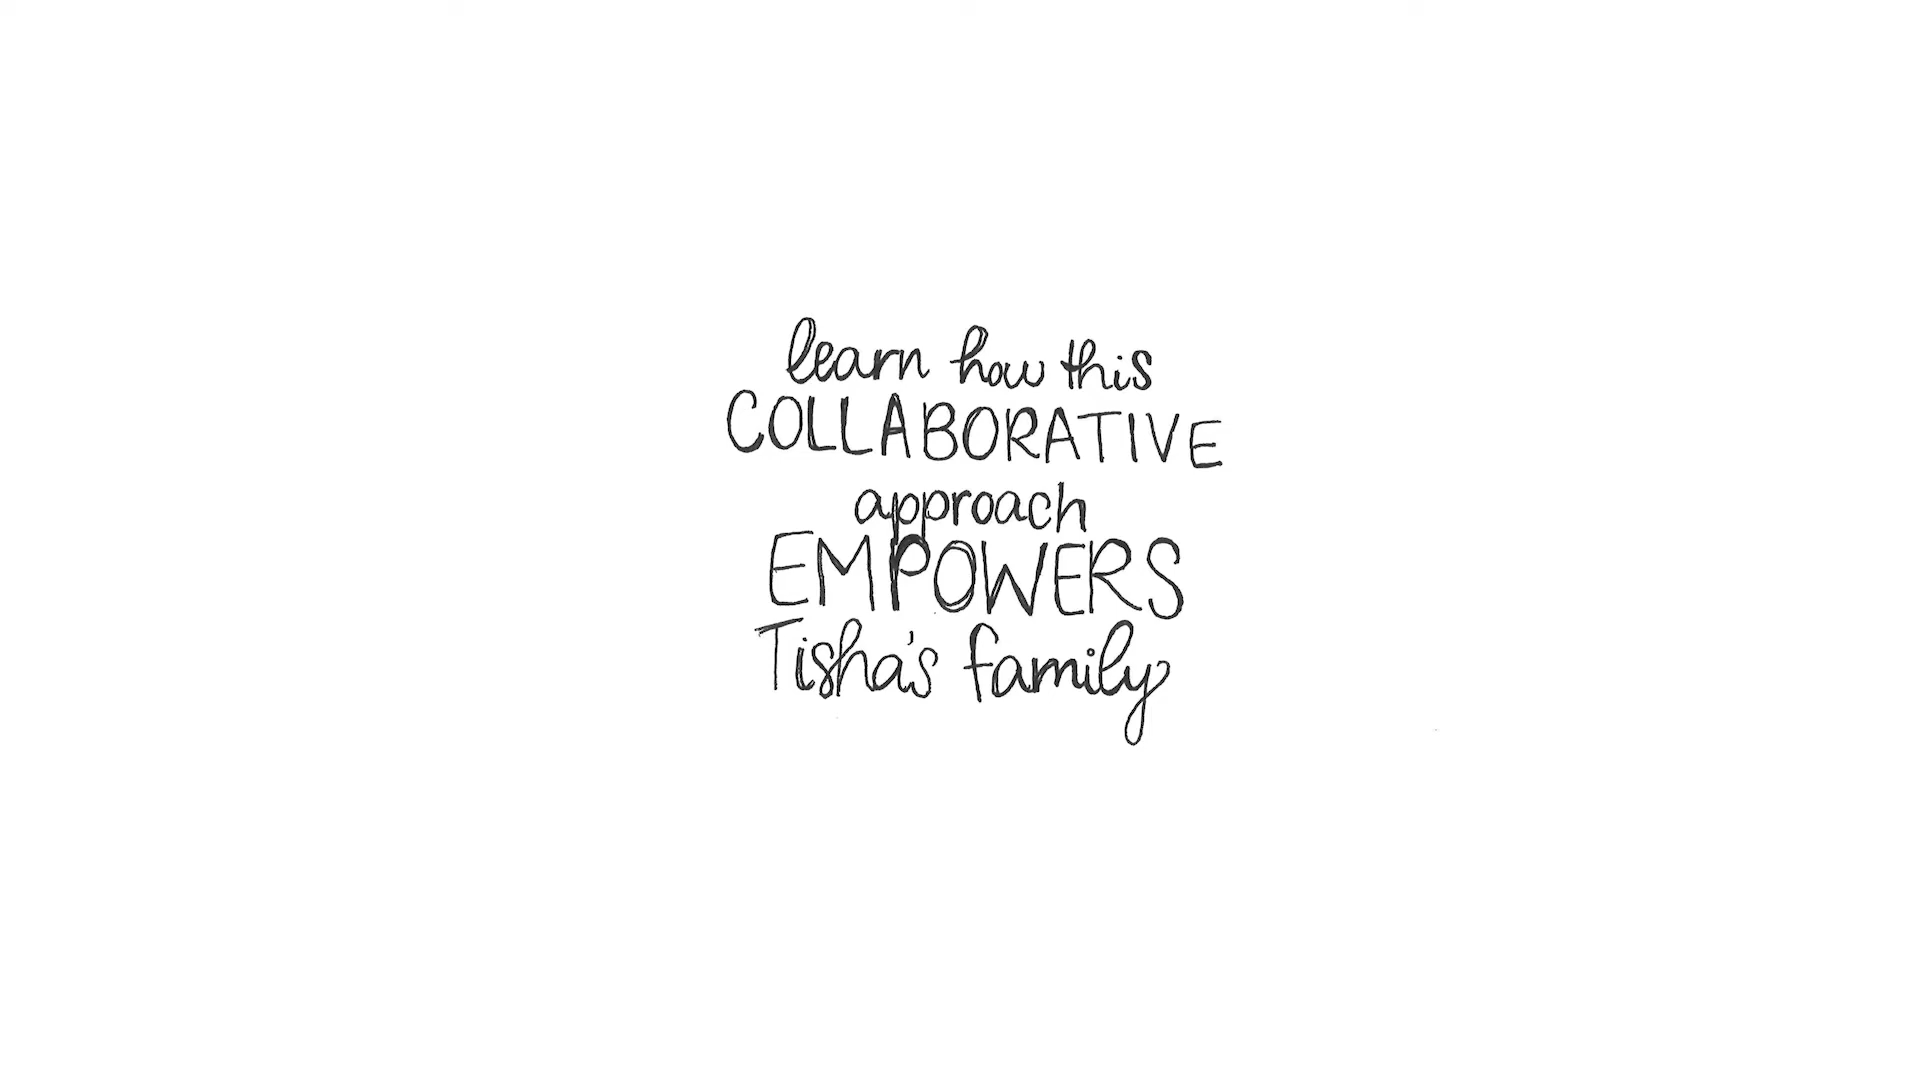 learn how this
COLLABORATIVE
approach
EMPOWERS
Tisha's family